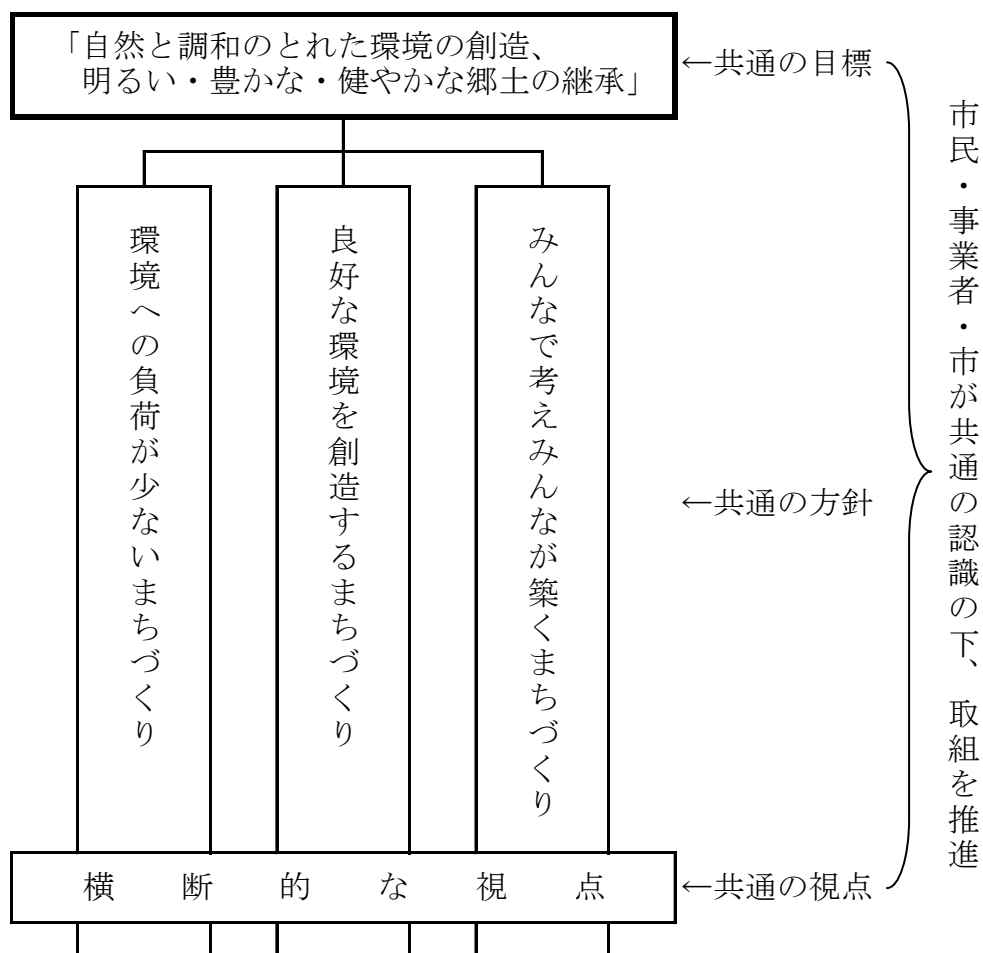 「自然と調和のとれた環境の創造、
明るい・豊かな・健やかな郷土の継承」
←共通の目標
環境への負荷が少ないまちづくり
良好な環境を創造するまちづくり
みんなで考えみんなが築くまちづくり
←共通の方針
横断的な視点
←共通の視点
市民・事業者・市が共通の認識の下、取組を推進